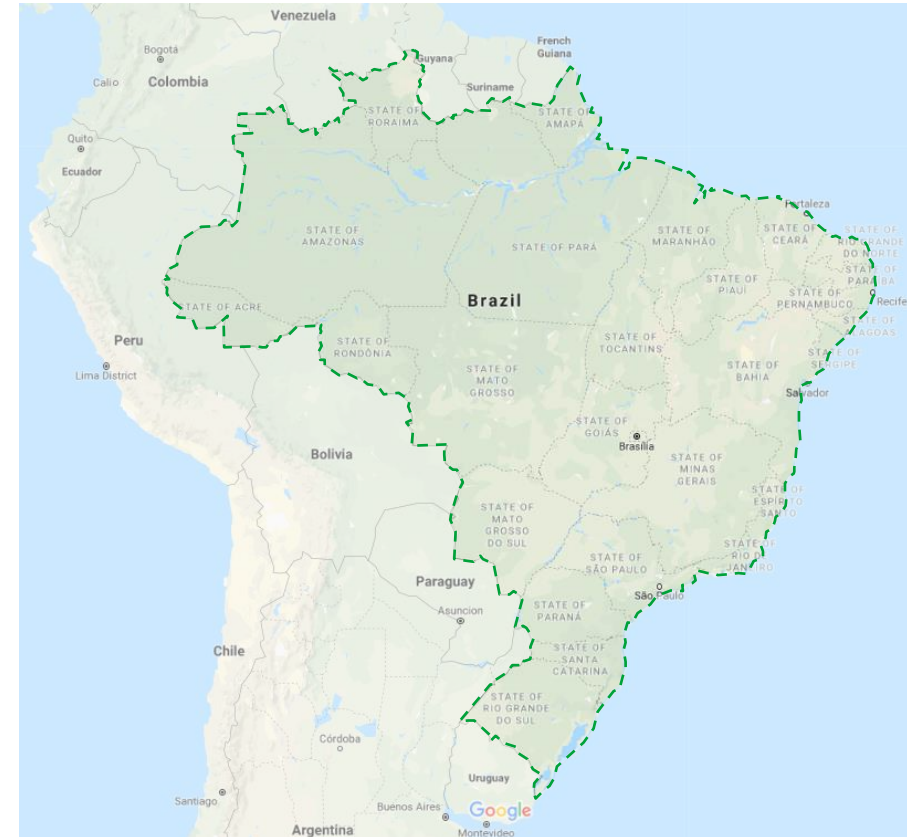 Venezuela
French
Guiana
Bogotá
Guyana
Calio
Colombia
Suriname
STATE OF
RORAIMA
STATE OF
AMAPÁ
Quito
Ecuador
Fortaleza
STATE OF
AMAZONAS
STATE OF PARÁ
STATE OF
MARANHÃO
STATE OF
CEARÁ
STATE OF
RIO GRANDE
DO NORTE
STATE OF
PARAÍBA
STATE OF
PIAUÍ
STATE OF
PERNAMBUCO
Recife
Brazil
STATE OF ACRE
STATE OF
ALAGOAS
Peru
STATE OF
RONDÔNIA
STATE OF
TOCANTINS
STATE OF
SERGIPE
Lima District
STATE OF
MATO
GROSSO
STATE OF
BAHIA
Salvador
STATE OF
GOIÁS
Brasília
Bolivia
STATE OF
MINAS
GERAIS
STATE OF
ESPÍRITO
SANTO
STATE OF
MATO
GROSSO
DO SUL
STATE OF
RIO DE
JANEIRO
STATE OF
SÃO PAULO
Paraguay
São Paulo
Asuncion
STATE OF
PARANÁ
Chile
STATE OF
SANTA
CATARINA
STATE OF
RIO GRANDE
DO SUL
Córdoba
Uruguay
Santiago
Buenos Aires
Google
Argentina
Montevideo